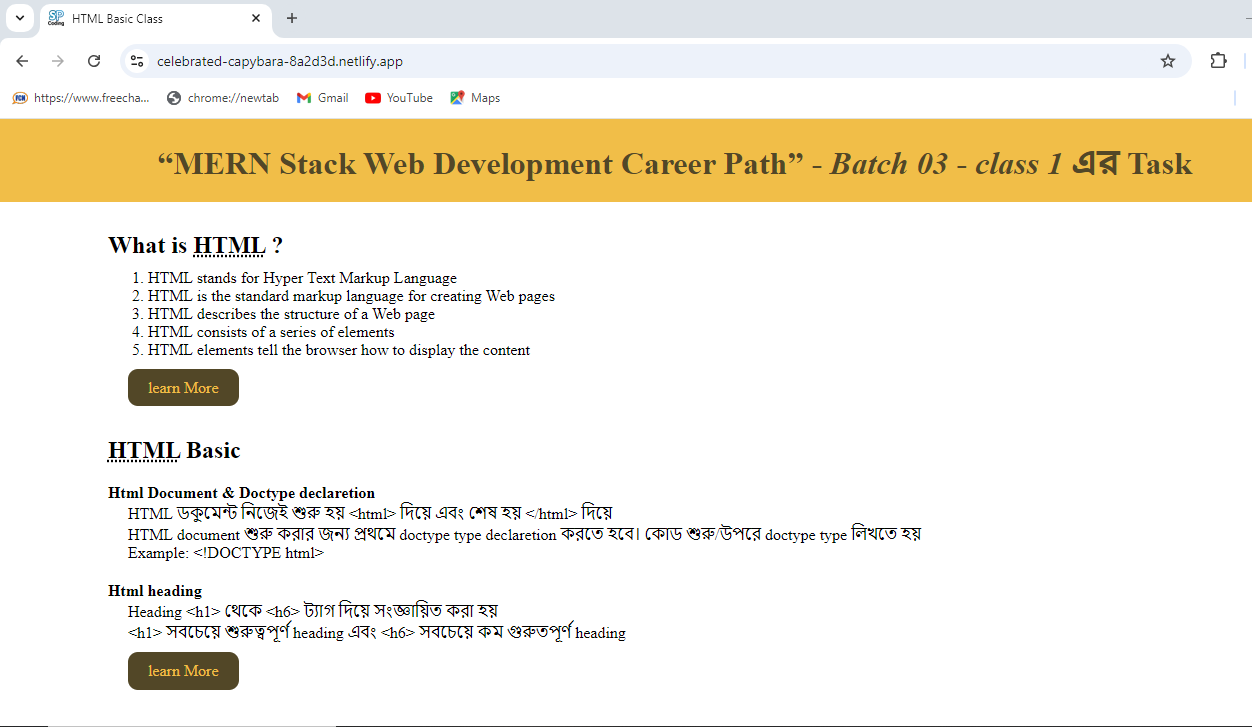 SP Coding
HTML Basic Class
celebrated-capybara-8a2d3d.netlify.app
FCN https://www.freecha... chrome://newtab Gmail YouTube Maps
“MERN Stack Web Development Career Path” - Batch 03 - class 1 এর Task
What is HTML ?
1. HTML stands for Hyper Text Markup Language
2. HTML is the standard markup language for creating Web pages
3. HTML describes the structure of a Web page
4. HTML consists of a series of elements
5. HTML elements tell the browser how to display the content
learn More
HTML Basic
Html Document & Doctype declaretion
HTML ডকুমেন্ট নিজেই শুরু হয় <html> দিয়ে এবং শেষ হয় </html> দিয়ে
HTML document শুরু করার জন্য প্রথমে doctype type declaretion করতে হবে। কোড শুরু/উপরে doctype type লিখতে হয়
Example: <!DOCTYPE html>
Html heading
Heading <h1> থেকে <h6> ট্যাগ দিয়ে সংজ্ঞায়িত করা হয়
<h1> সবচেয়ে শুরুত্বপূর্ণ heading এবং <h6> সবচেয়ে কম গুরুতপূর্ণ heading
learn More